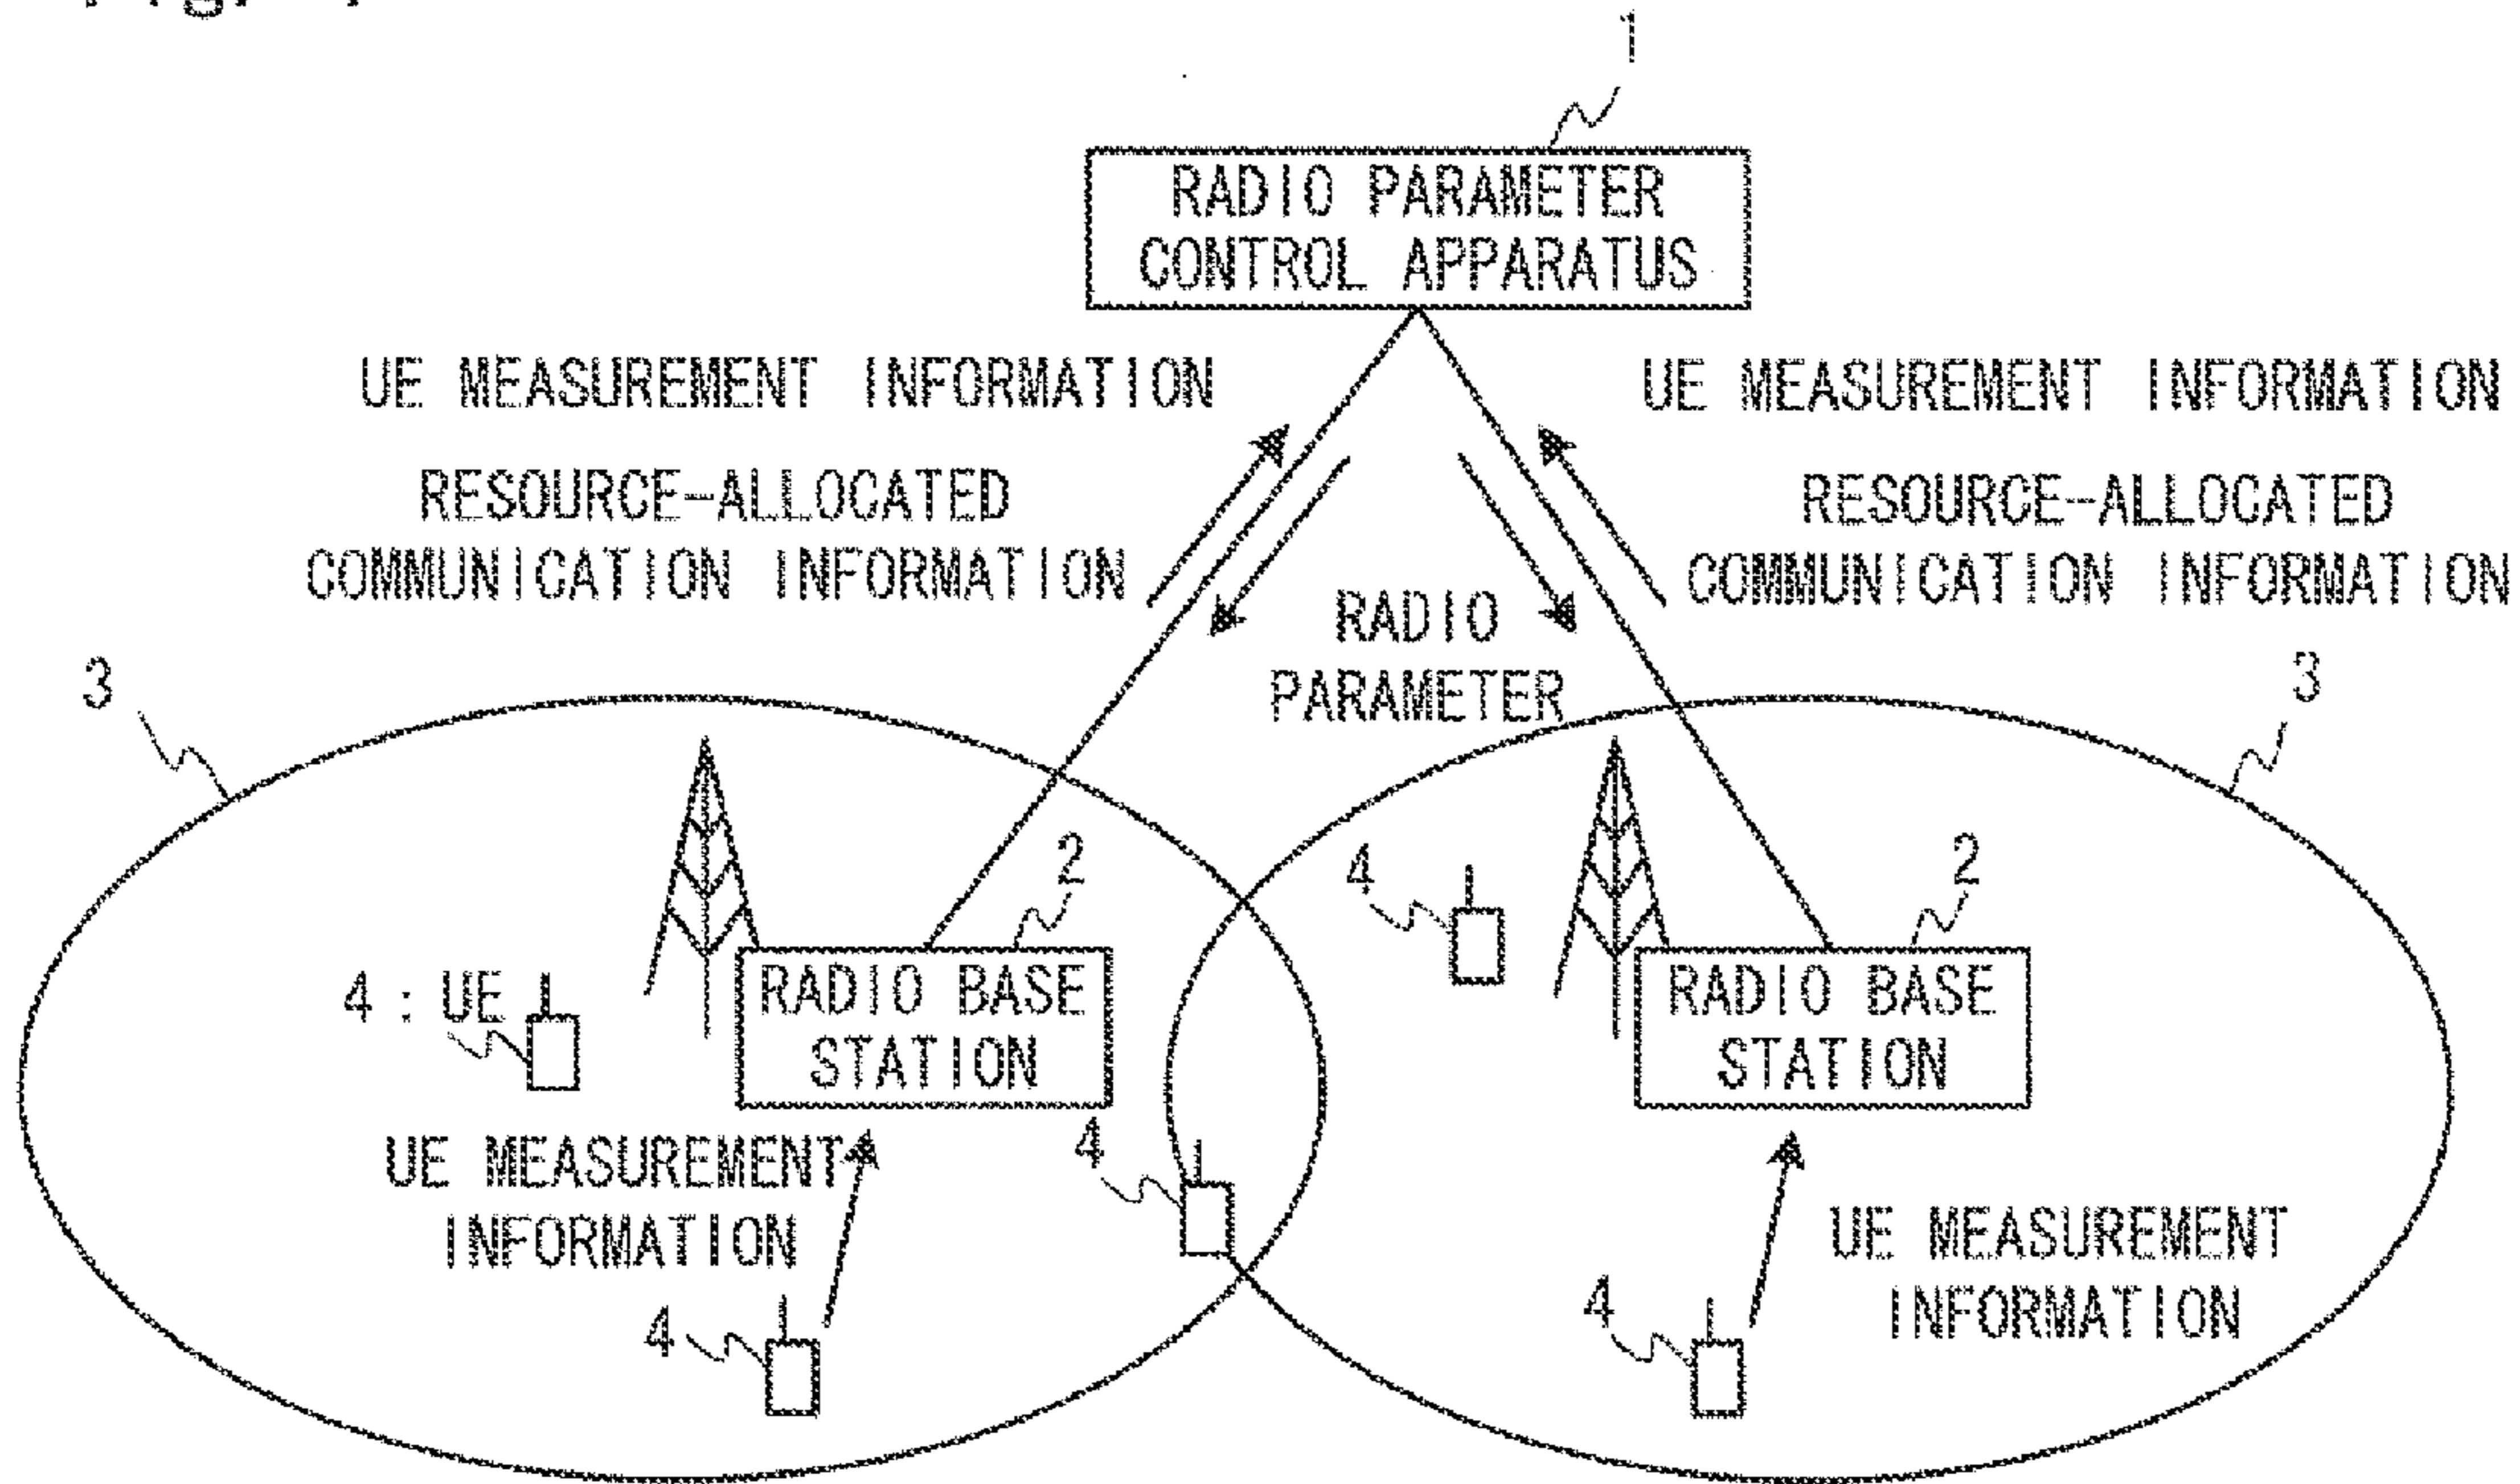 1
RADIO PARAMETER
CONTROL APPARATUS
UE MEASUREMENT INFORMATION
RESOURCE-ALLOCATED
COMMUNICATION INFORMATION
UE MEASUREMENT INFORMATION
RESOURCE-ALLOCATED
COMMUNICATION INFORMATION
RADIO
PARAMETER
3
3
2
RADIO BASE
STATION
4 : UE
UE MEASUREMENT
INFORMATION
4
4
4
2
RADIO BASE
STATION
UE MEASUREMENT
INFORMATION
4